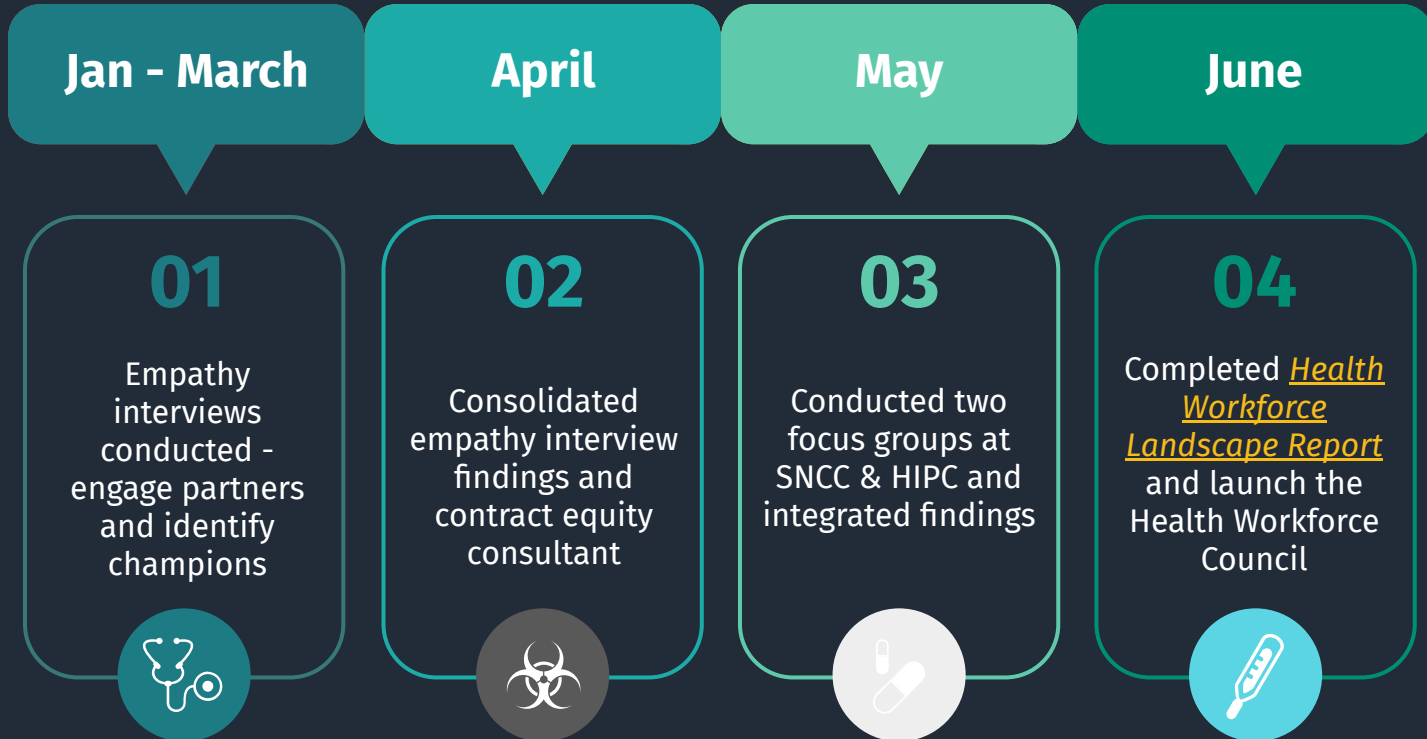 Jan - March
April
May
June
01
Empathy
interviews
conducted -
engage partners
and identify
champions
02
Consolidated
empathy interview
findings and
contract equity
consultant
03
Conducted two
focus groups at
SNCC & HIPC and
integrated findings
04
Completed Health
Workforce
Landscape Report
and launch the
Health Workforce
Council